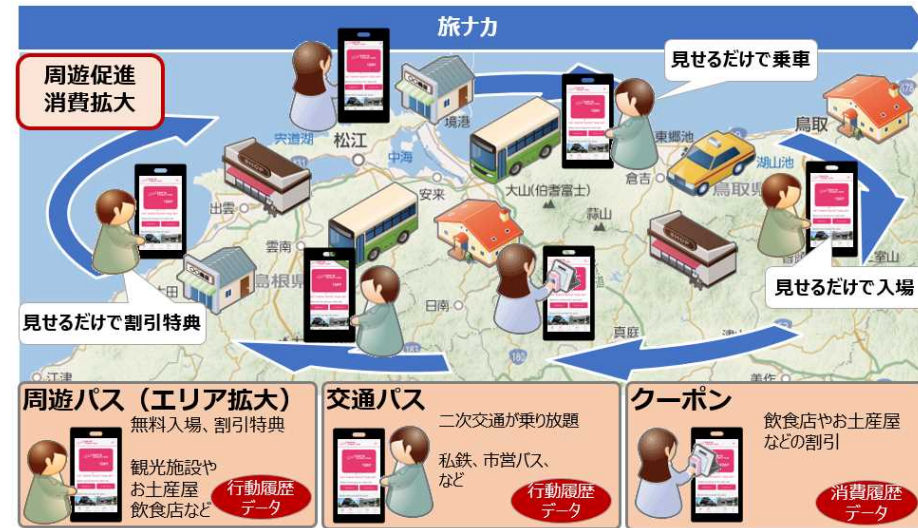 旅ナカ
周遊促進
消費拡大
見せるだけで乗車
境港
宍道湖
松江
中海
東郷池
鳥取
湖山池
倉吉
鳥取県
安来
大山(伯耆富士)
出雲
蒜山
雲南
島根県
大田
日南
真庭
見せるだけで割引特典
見せるだけで入場
江津
美作
周遊パス(エリア拡大)
無料入場、割引特典
観光施設や
お土産屋
飲食店など
行動履歴
データ
交通パス
二次交通が乗り放題
私鉄、市営バス、
など
行動履歴
データ
クーポン
飲食店やお土産屋
などの割引
消費履歴
データ